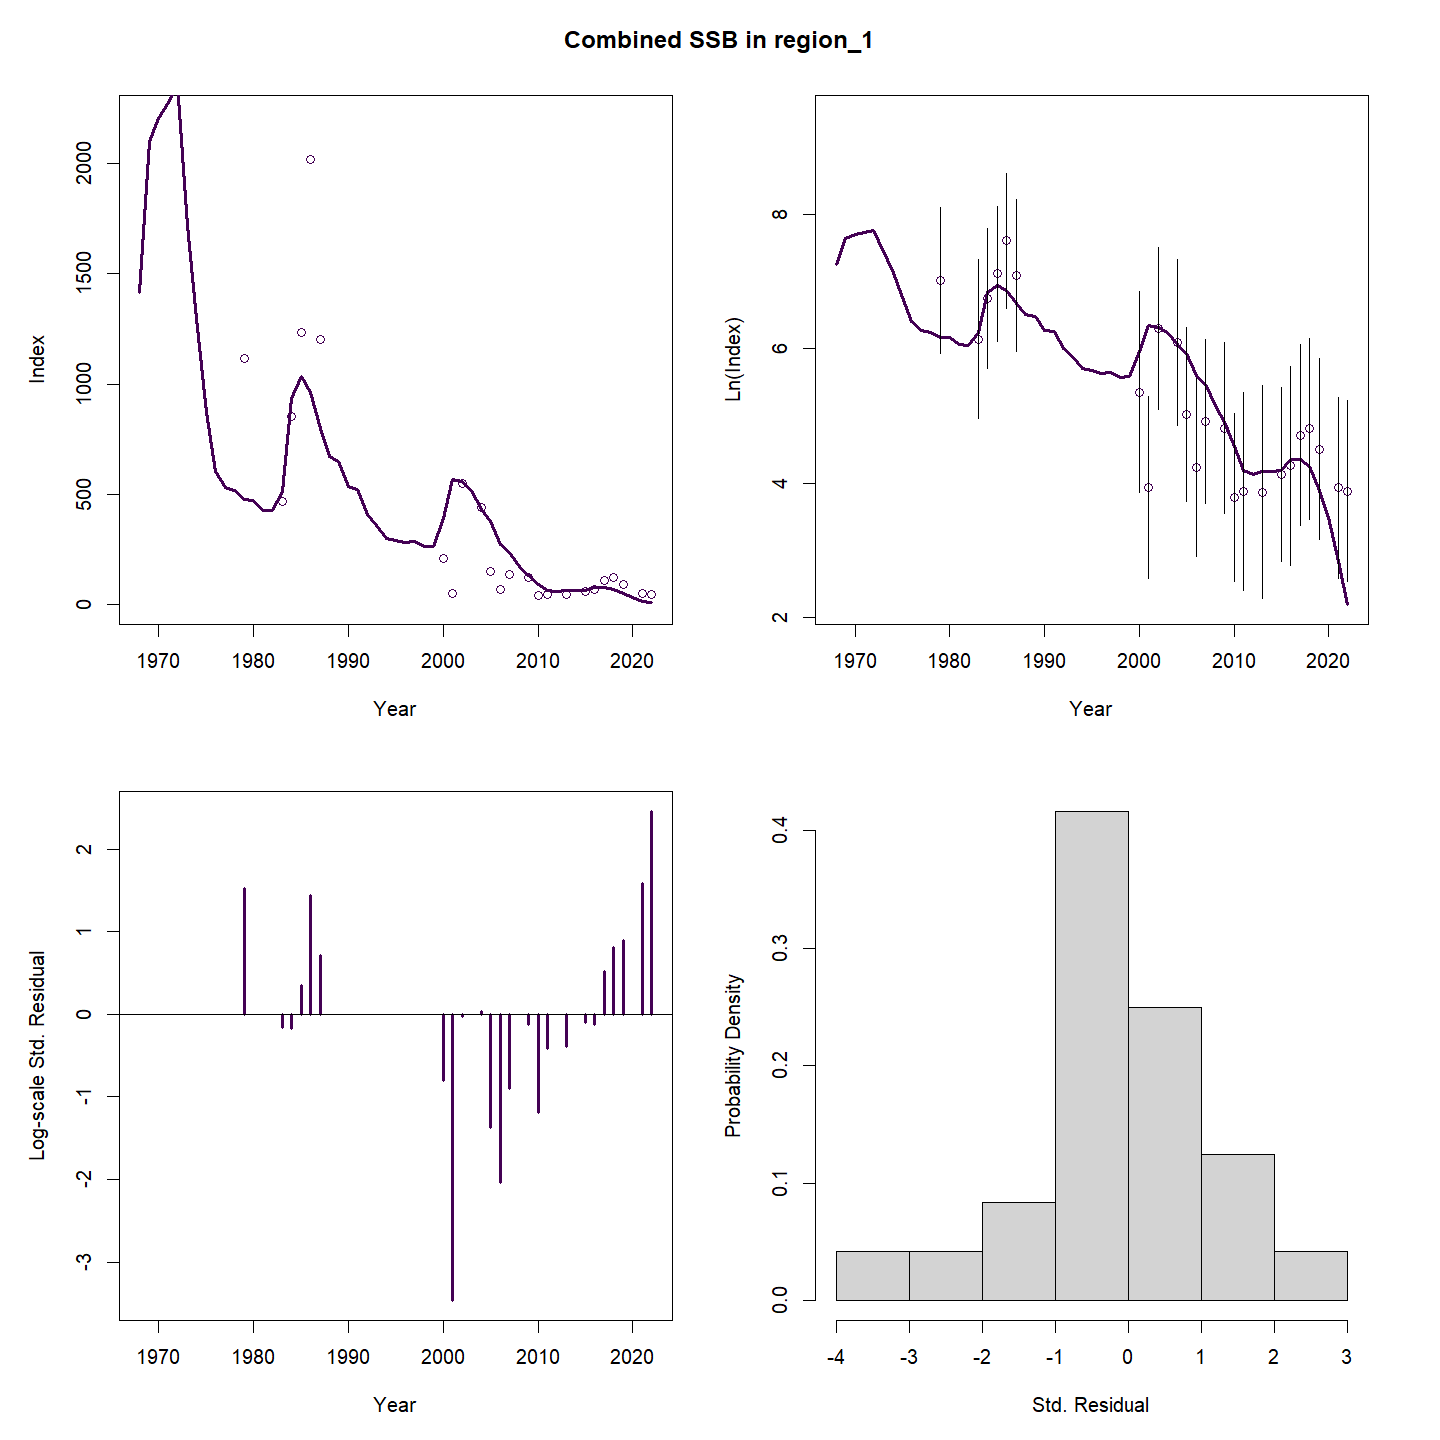 Combined SSB in region_1
Index
2000
1500
1000
500
0
1970 1980 1990 2000 2010 2020
Year
Ln(Index)
8
6
4
2
1970 1980 1990 2000 2010 2020
Year
Log-scale Std. Residual
2
1
0
-1
-2
-3
1970 1980 1990 2000 2010 2020
Year
Probability Density
0.4
0.3
0.2
0.1
0.0
-4 -3 -2 -1 0 1 2 3
Std. Residual